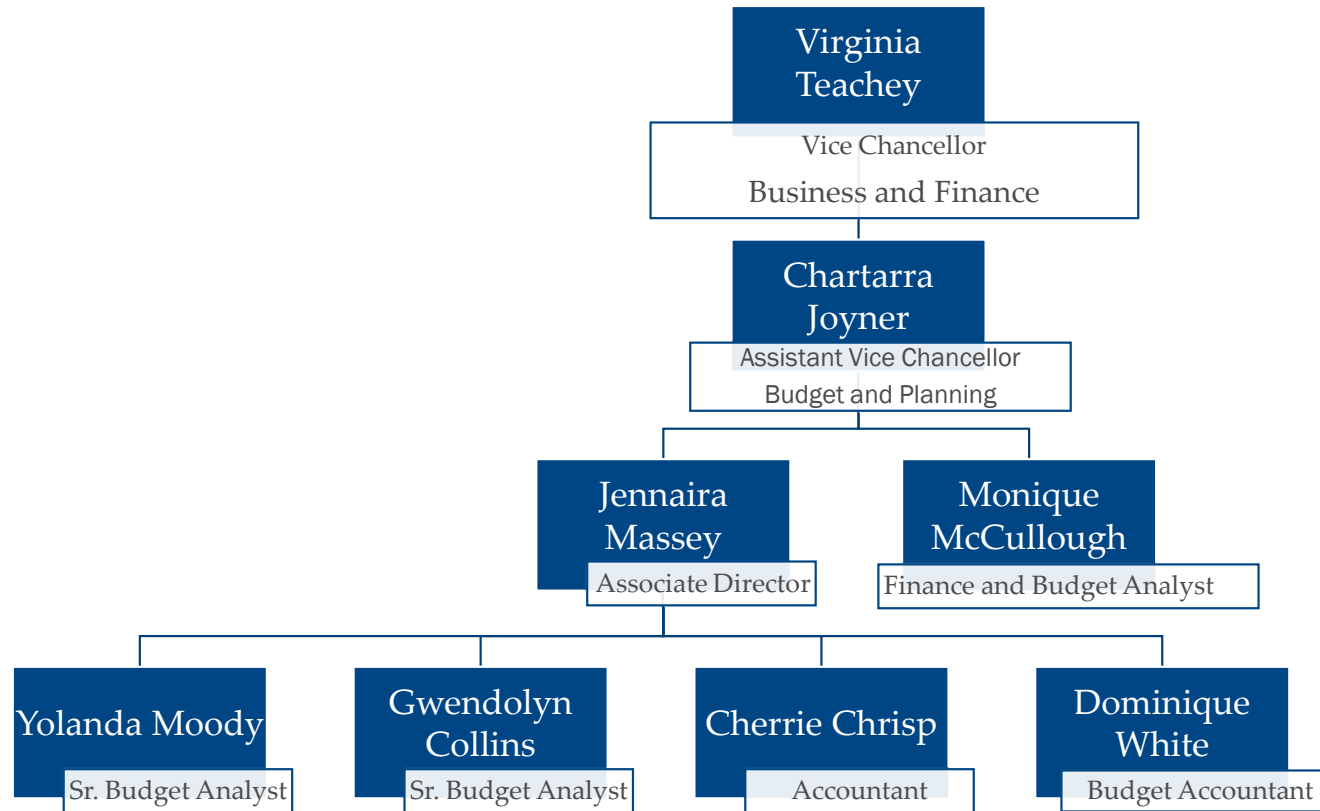 Virginia
Teachey
Vice Chancellor
Business and Finance
Chartarra
Joyner
Assistant Vice Chancellor
Budget and Planning
Jennaira
Massey
Associate Director
Monique
McCullough
Finance and Budget Analyst
Yolanda Moody
Sr. Budget Analyst
Gwendolyn
Collins
Sr. Budget Analyst
Cherrie Chrisp
Accountant
Dominique
White
Budget Accountant